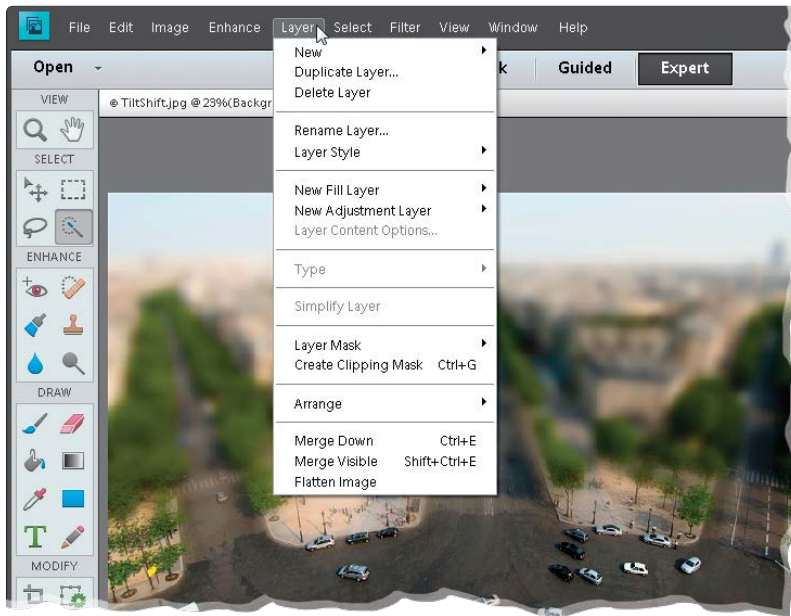 File Edit Image Enhance Layer Select Filter View Window Help
Open k Guided Expert
VIEW
TiltShift.jpg @ 23%(Backgr
SELECT
ENHANCE
DRAW
T
MODIFY
New
Duplicate Layer...
Delete Layer
Rename Layer...
Layer Style
New Fill Layer
New Adjustment Layer
Layer Content Options...
Type
Simplify Layer
Layer Mask
Create Clipping Mask Ctrl+G
Arrange
Merge Down Ctrl+E
Merge Visible Shift+Ctrl+E
Flatten Image